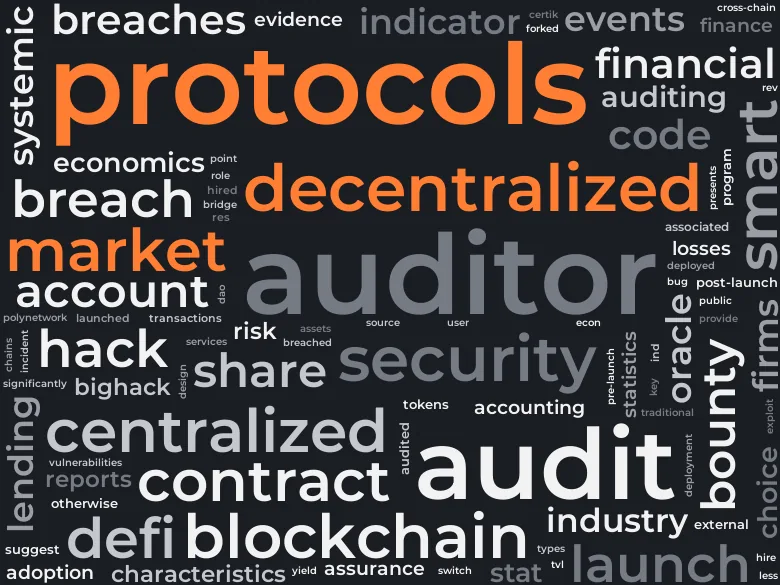 systemic
breaches
evidence
indicator
certik
forked
events
cross-chain
finance
protocols
financial
auditing
rev
code
smart
economics
point
role
hired
bridge
res
breach
decentralized
presents
program
market
account
dao
auditor
associated
losses
deployed
bug
post-launch
public
provide
polynetwork
launched
transactions
source
user
econ
chains
incident
hack
services
risk
assets
breached
significantly
bighack
design
share
security
pre-launch
statistics
ind
key
oracle
traditional
firms
bounty
exploit
lending
centralized
tokens
accounting
vulnerabilities
reports
contract
audited
audit
deployment
choice
otherwise
defi
blockchain
industry
external
suggest
adoption
characteristics
yield
assurance
switch
types
tvl
stat
launch
hire
less